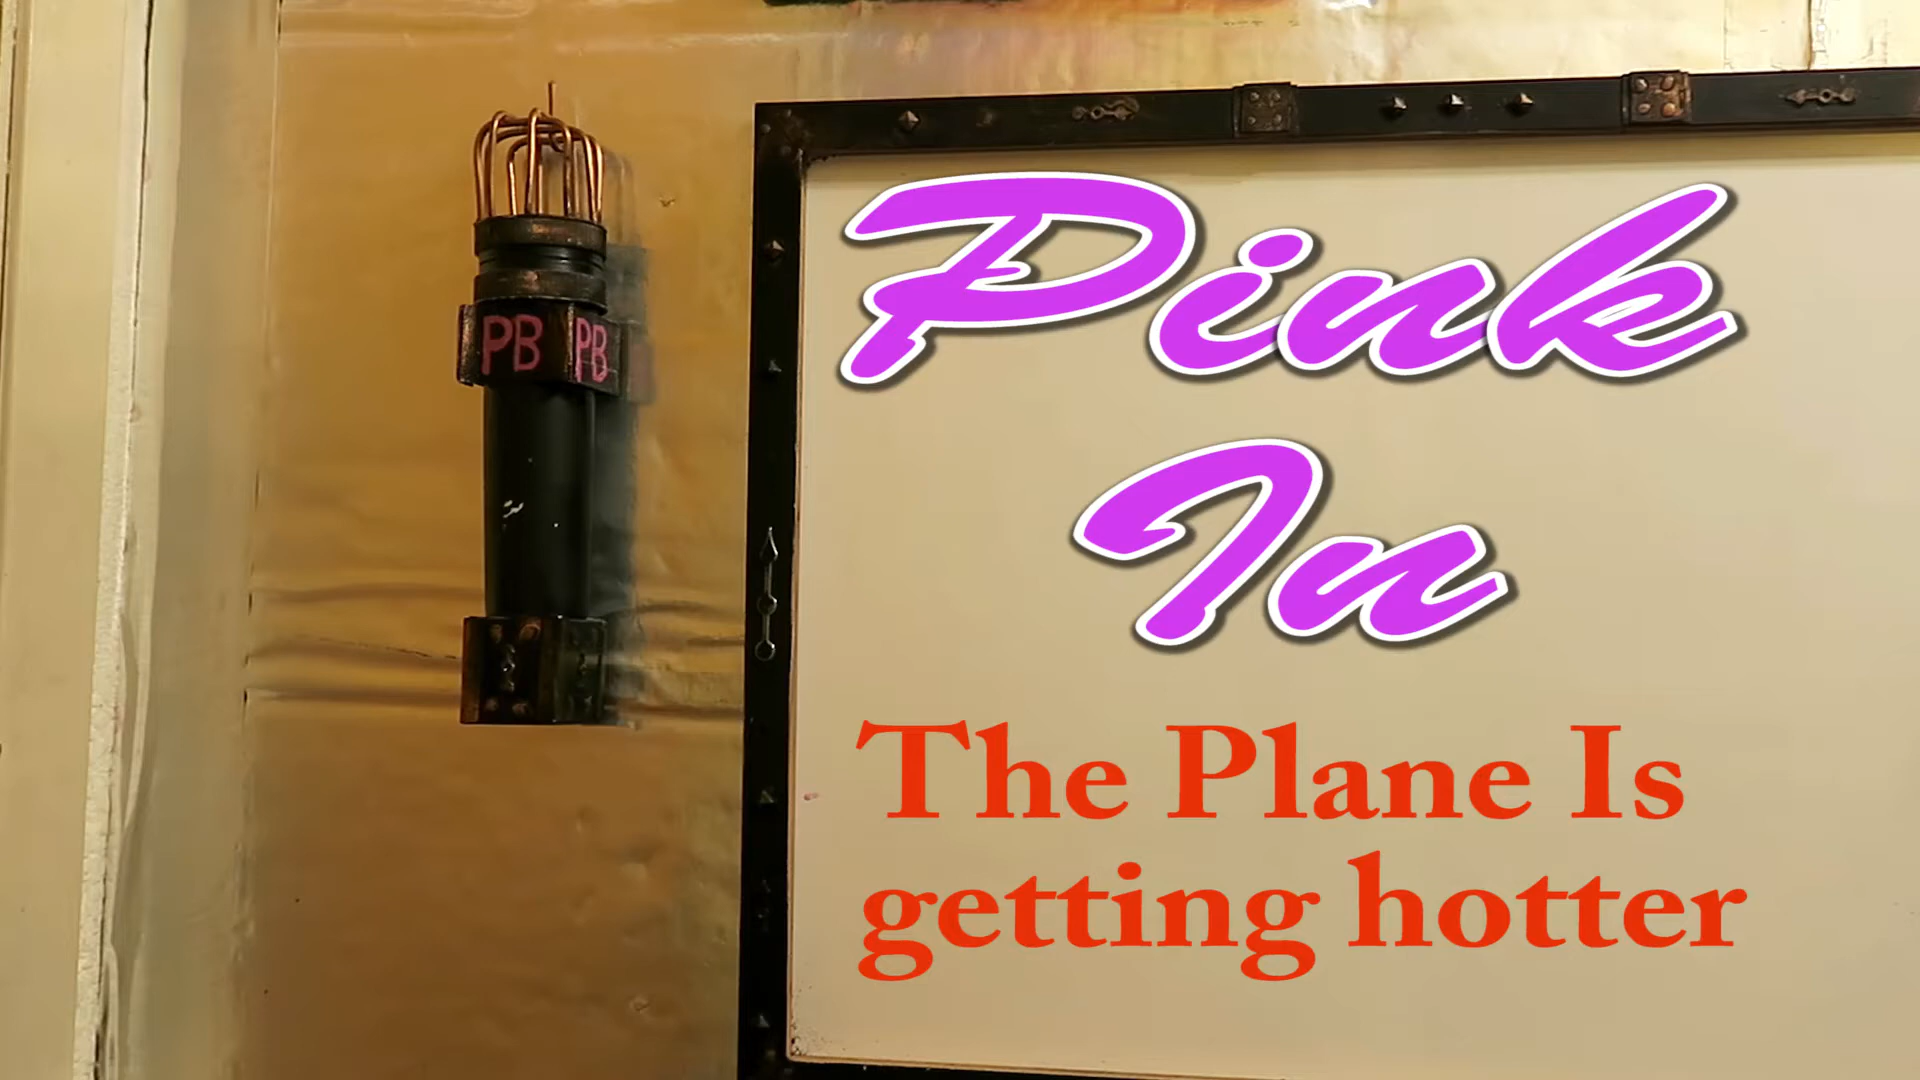 PB PB
Pink
In
The Plane Is
getting hotter